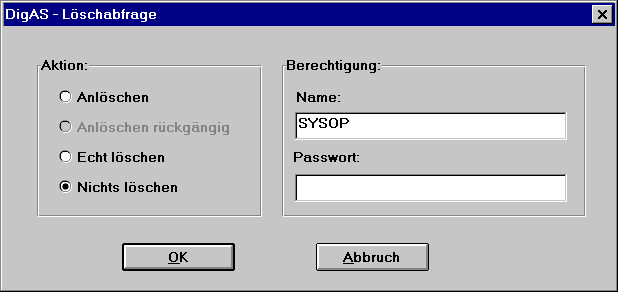 DigAS - Löschabfrage
Aktion:
Anlöschen
Anlöschen rückgängig
Echt löschen
Nichts löschen
Berechtigung:
Name:
SYSOP
Passwort:
OK
Abbruch